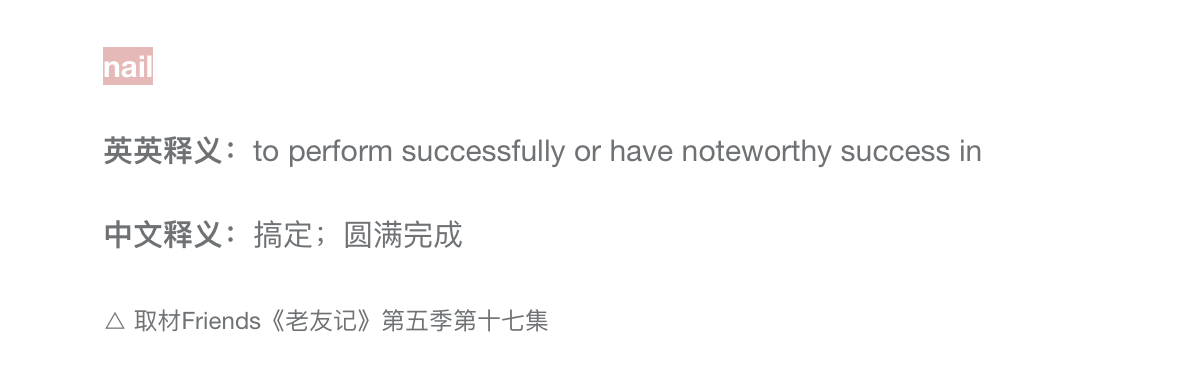 nail
英英释义：to perform successfully or have noteworthy success in
中文释义：搞定；圆满完成
△ 取材Friends《老友记》第五季第十七集